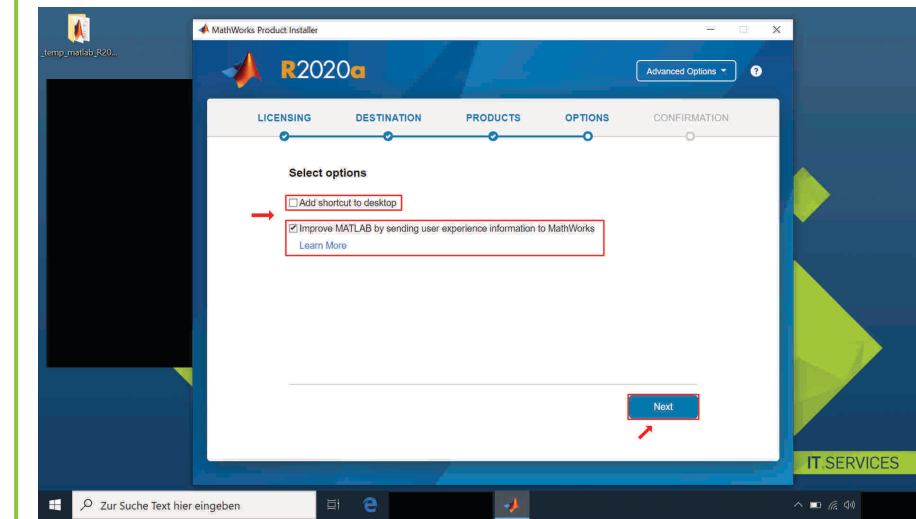 _temp_matlab_R20...
MathWorks Product Installer
R2020a
Advanced Options
?
LICENSING
DESTINATION
PRODUCTS
OPTIONS
CONFIRMATION
Select options
Add shortcut to desktop
Improve MATLAB by sending user experience information to MathWorks
Learn More
Next
IT.SERVICES
Zur Suche Text hier eingeben